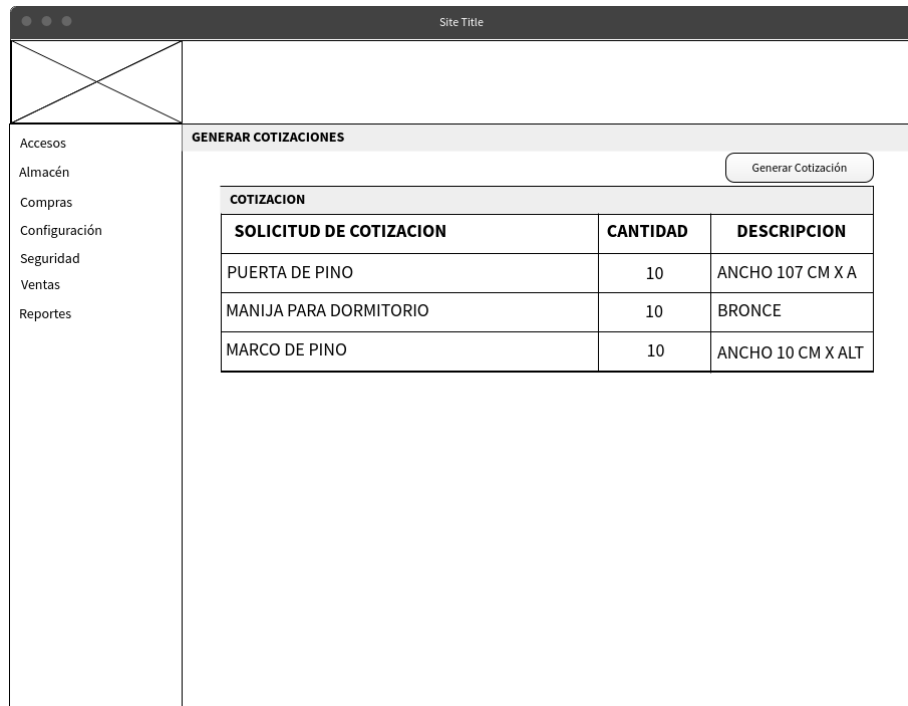 Site Title
Accesos
Almacén
Compras
Configuración
Seguridad
Ventas
Reportes
GENERAR COTIZACIONES
Generar Cotización
COTIZACION
SOLICITUD DE COTIZACION CANTIDAD DESCRIPCION
PUERTA DE PINO 10 ANCHO 107 CM X A
MANIJA PARA DORMITORIO 10 BRONCE
MARCO DE PINO 10 ANCHO 10 CM X ALT